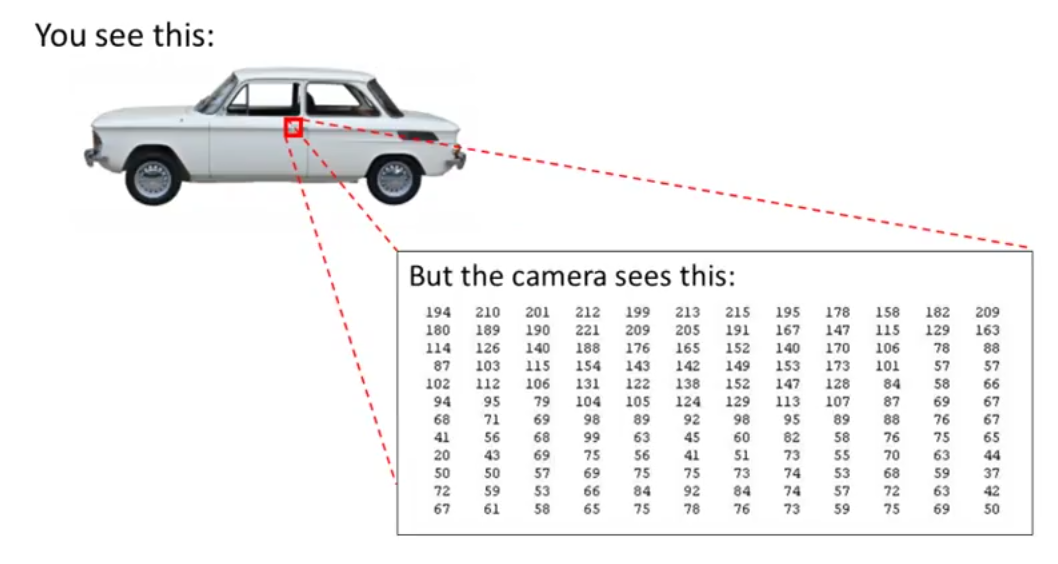 You see this:
But the camera sees this:
194 210 201 212 199 213 215 195 178 158 182 209
180 189 190 221 209 205 191 167 147 115 129 163
114 126 140 188 176 165 152 140 170 106 78 88
87 103 115 154 143 142 149 153 173 101 57 57
102 112 106 131 122 138 152 147 128 84 58 66
94 95 79 104 105 124 129 113 107 87 69 67
68 71 69 98 89 92 98 95 89 88 76 67
41 56 68 99 63 45 60 82 58 76 75 65
20 43 69 75 56 41 51 73 55 70 63 44
50 50 57 69 75 75 73 74 53 68 59 37
72 59 53 66 84 92 84 74 57 72 63 42
67 61 58 65 75 78 76 73 59 75 69 50